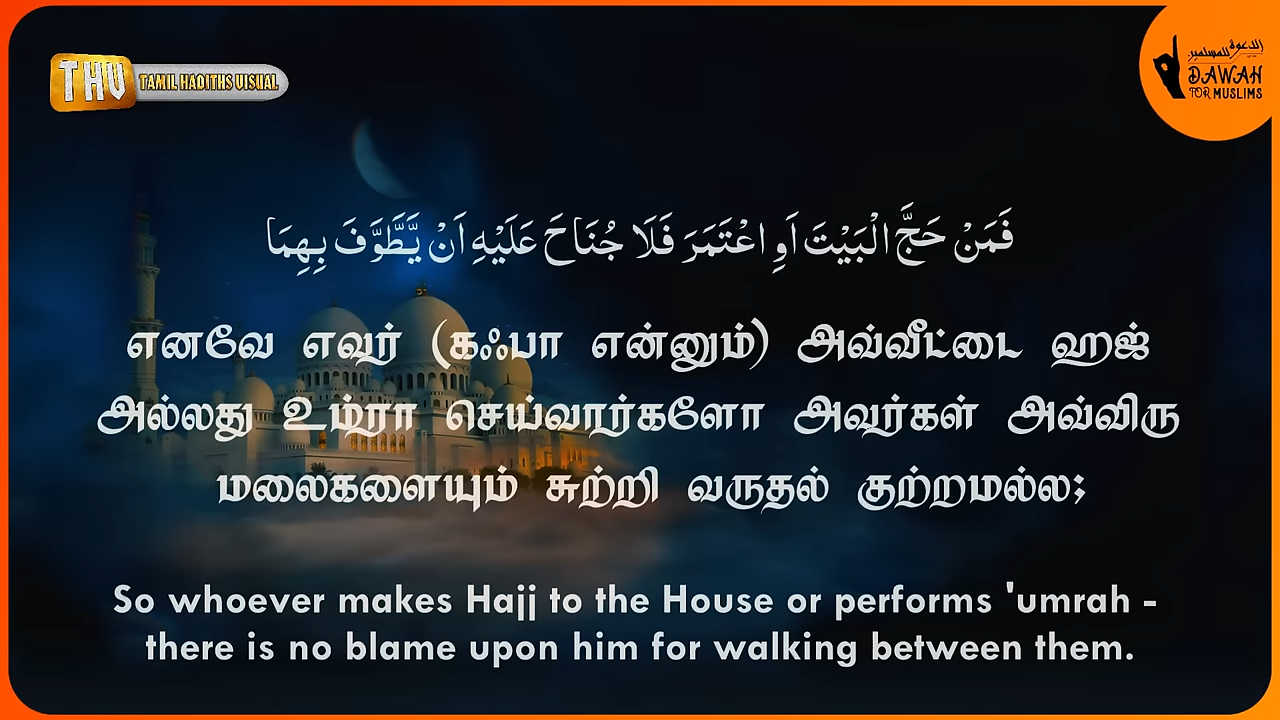 THV
TAMIL HADITHS VISUAL
الدعوة للمسلمين
DAWAH
FOR MUSLIMS
فَمَنْ حَجَّ الْبَيْتَ اَوِ اعْتَمَرَ فَلَا جُنَاحَ عَلَيْهِ اَنْ يَّطَّوَّفَ بِهِمَا
எனவே எவர் (கஃபா என்னும்) அவ்வீட்டை ஹஜ்
அல்லது உம்ரா செய்வார்களோ அவர்கள் அவ்விரு
மலைகளையும் சுற்றி வருதல் குற்றமல்ல;
So whoever makes Hajj to the House or performs 'umrah -
there is no blame upon him for walking between them.